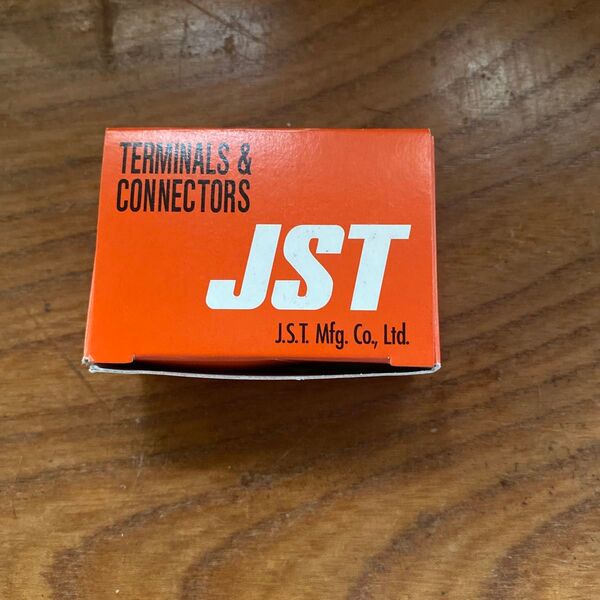 TERMINALS &
CONNECTORS
JST
J.S.T. Mfg. Co., Ltd.